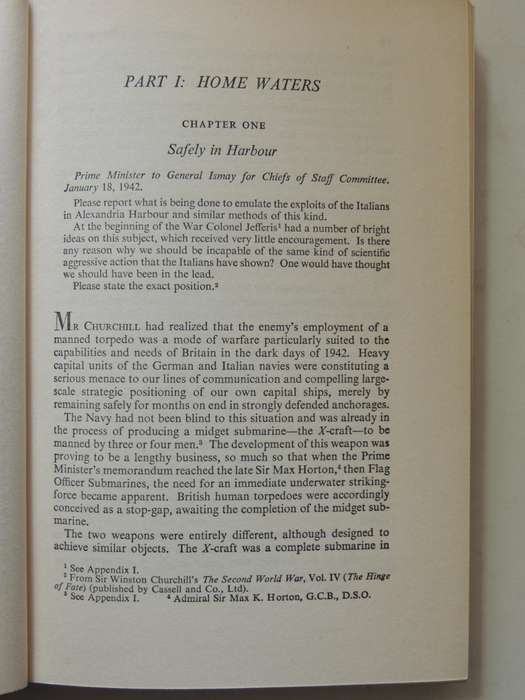 PART I: HOME WATERS
CHAPTER ONE
Safely in Harbour
Prime Minister to General Ismay for Chiefs of Staff Committee.
January 18, 1942.
Please report what is being done to emulate the exploits of the Italians
in Alexandria Harbour and similar methods of this kind.
At the beginning of the War Colonel Jefferis¹ had a number of bright
ideas on this subject, which received very little encouragement. Is there
any reason why we should be incapable of the same kind of scientific
aggressive action that the Italians have shown? One would have thought
we should have been in the lead.
Please state the exact position.²
MR CHURCHILL had realized that the enemy's employment of a
manned torpedo was a mode of warfare particularly suited to the
capabilities and needs of Britain in the dark days of 1942. Heavy
capital units of the German and Italian navies were constituting a
serious menace to our lines of communication and compelling large-
scale strategic positioning of our own capital ships, merely by
remaining safely for months on end in strongly defended anchorages.
The Navy had not been blind to this situation and was already in
the process of producing a midget submarine—the X-craft—to be
manned by three or four men.³ The development of this weapon was
proving to be a lengthy business, so much so that when the Prime
Minister's memorandum reached the late Sir Max Horton,⁴ then Flag
Officer Submarines, the need for an immediate underwater striking-
force became apparent. British human torpedoes were accordingly
conceived as a stop-gap, awaiting the completion of the midget sub-
marine.
The two weapons were entirely different, although designed to
achieve similar objects. The X-craft was a complete submarine in
¹ See Appendix I.
² From Sir Winston Churchill's The Second World War, Vol. IV (The Hinge
of Fate) (published by Cassell and Co., Ltd).
³ See Appendix I. ⁴ Admiral Sir Max K. Horton, G.C.B., D.S.O.